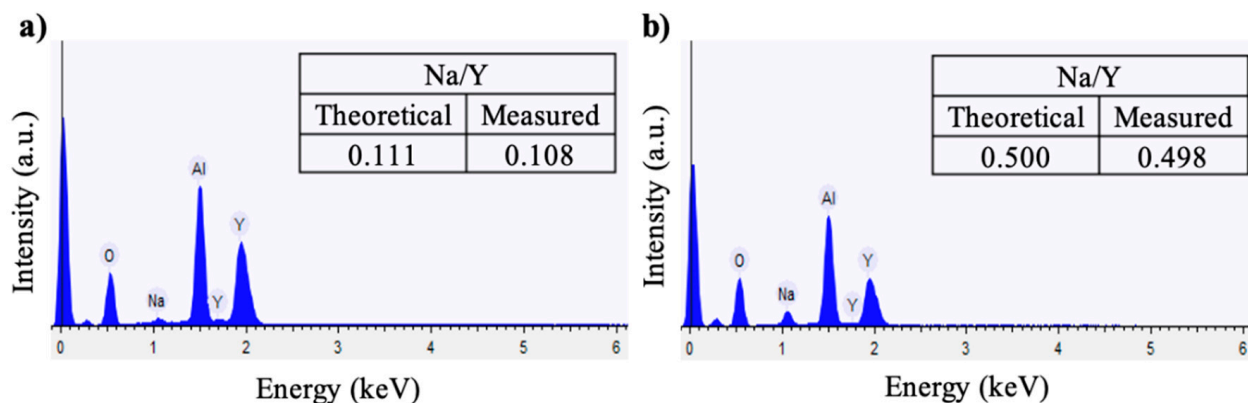 a)
Intensity (a.u.)
Na/Y
Theoretical Measured
0.111 0.108
Al
Y
O
Na
Y
0 1 2 3 4 5 6
Energy (keV)
b)
Intensity (a.u.)
Na/Y
Theoretical Measured
0.500 0.498
Al
O
Y
Na
Y
0 1 2 3 4 5 6
Energy (keV)